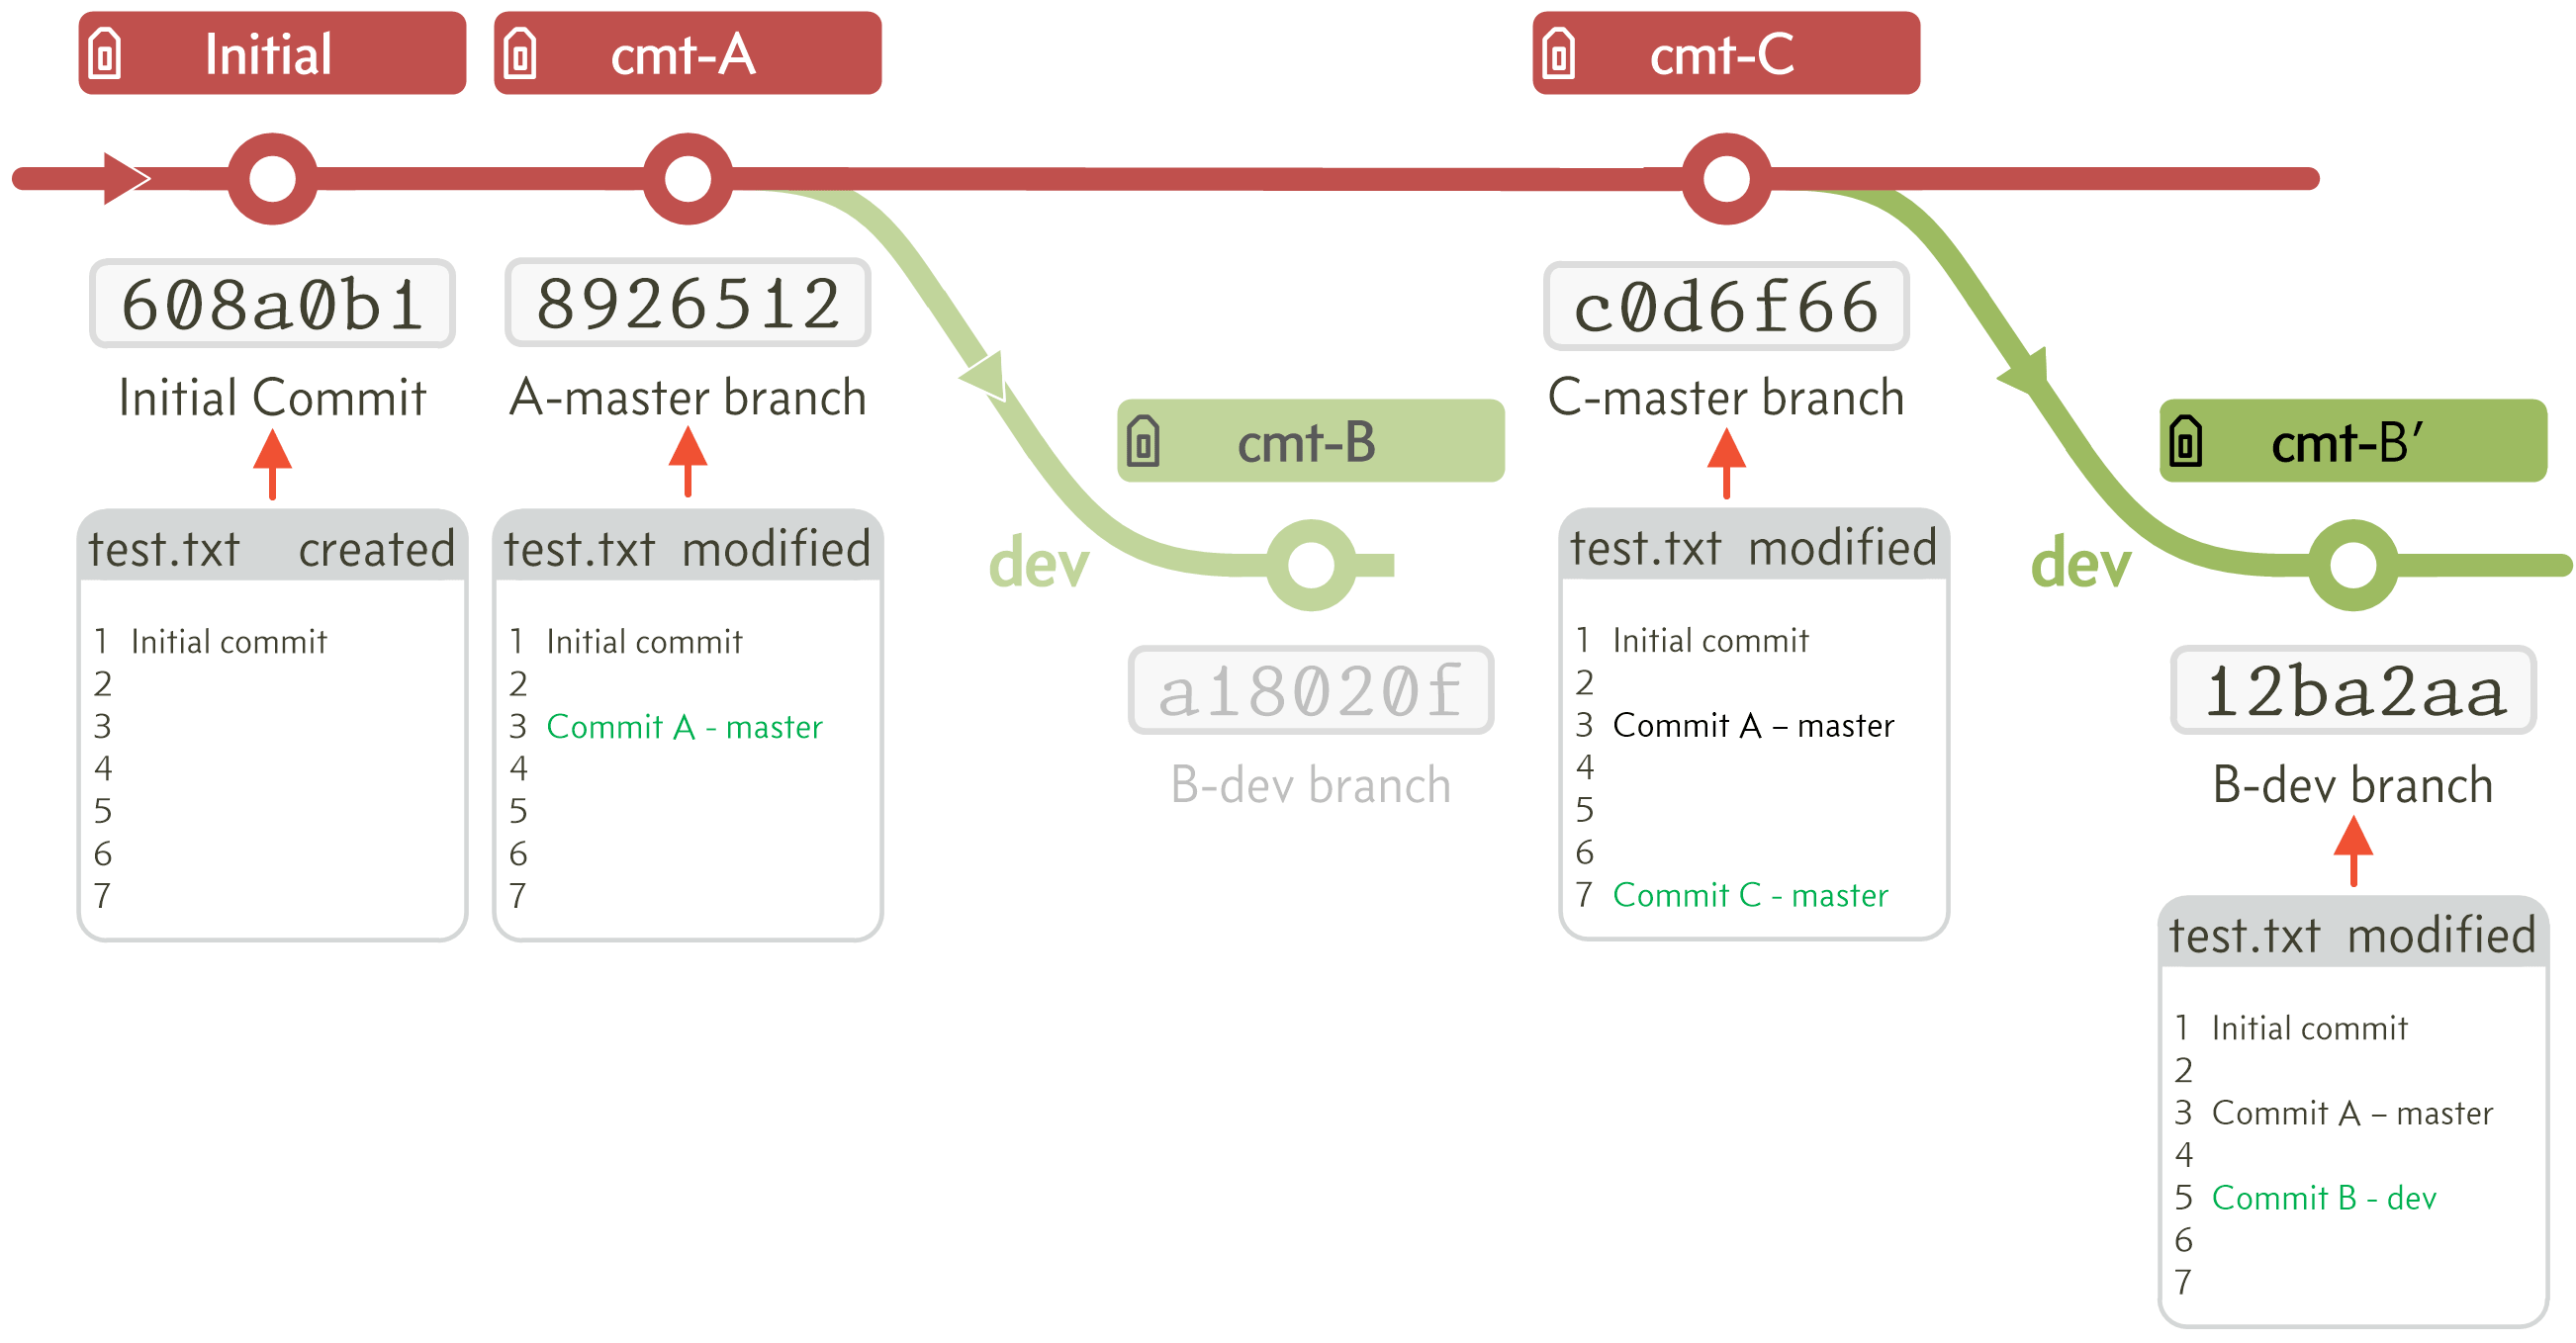 Initial
cmt-A
cmt-C
608a0b1
8926512
c0d6f66
Initial Commit
A-master branch
C-master branch
cmt-B
cmt-B′
dev
dev
a18020f
B-dev branch
12ba2aa
B-dev branch
test.txt created
1 Initial commit
2
3
4
5
6
7
test.txt modified
1 Initial commit
2
3 Commit A - master
4
5
6
7
test.txt modified
1 Initial commit
2
3 Commit A – master
4
5
6
7 Commit C - master
test.txt modified
1 Initial commit
2
3 Commit A – master
4
5 Commit B - dev
6
7